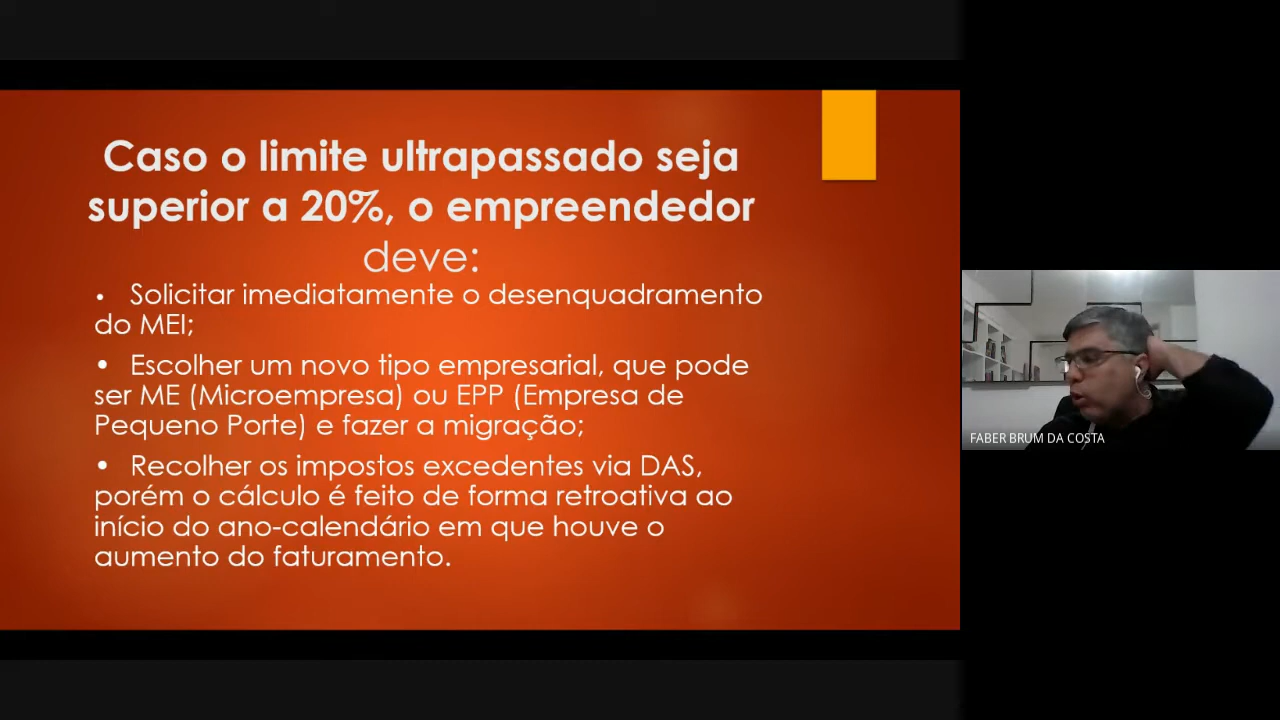 Caso o limite ultrapassado seja
superior a 20%, o empreendedor
deve:
• Solicitar imediatamente o desenquadramento
do MEI;
• Escolher um novo tipo empresarial, que pode
ser ME (Microempresa) ou EPP (Empresa de
Pequeno Porte) e fazer a migração;
• Recolher os impostos excedentes via DAS,
porém o cálculo é feito de forma retroativa ao
início do ano-calendário em que houve o
aumento do faturamento.
FABER BRUM DA COSTA